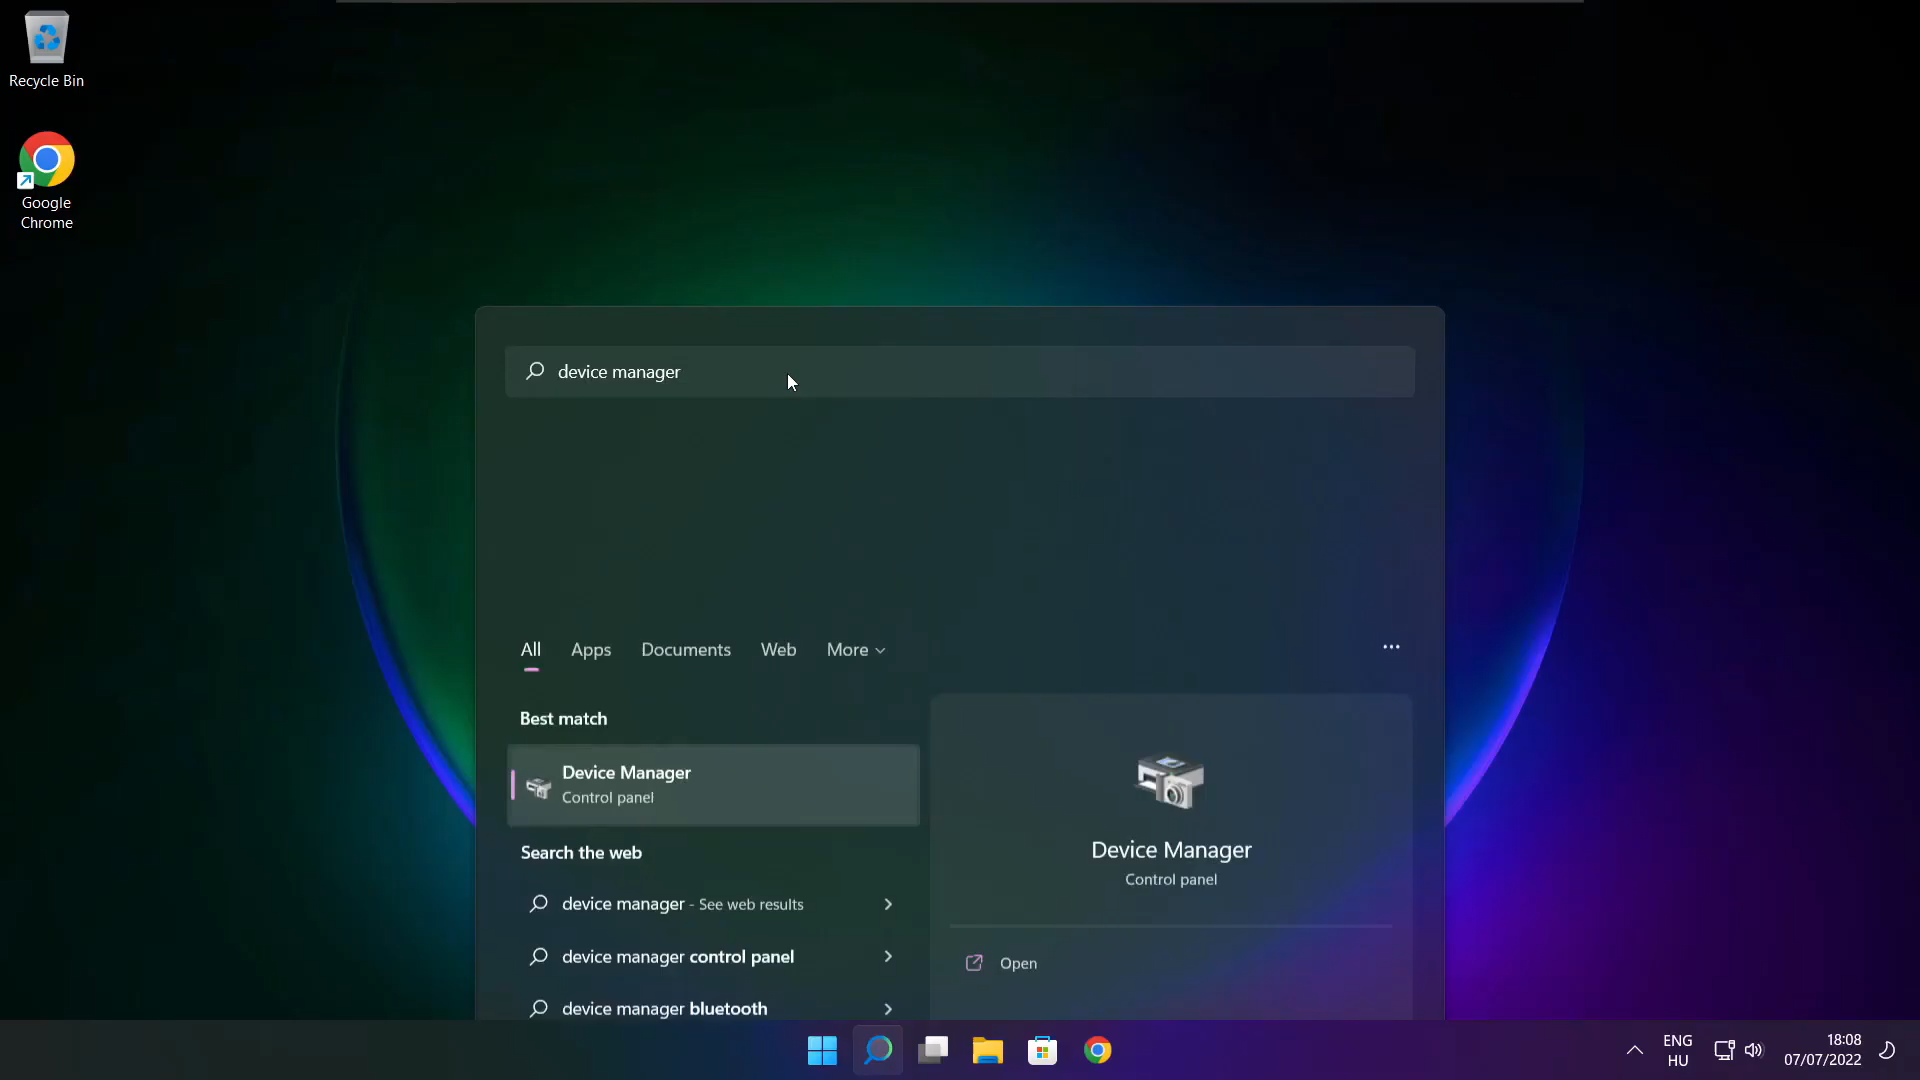 Recycle Bin
Google
Chrome
device manager
All Apps Documents Web More
Best match
Device Manager
Control panel
Search the web
device manager - See web results
device manager control panel
device manager bluetooth
Device Manager
Control panel
Open
ENG
HU
18:08
07/07/2022